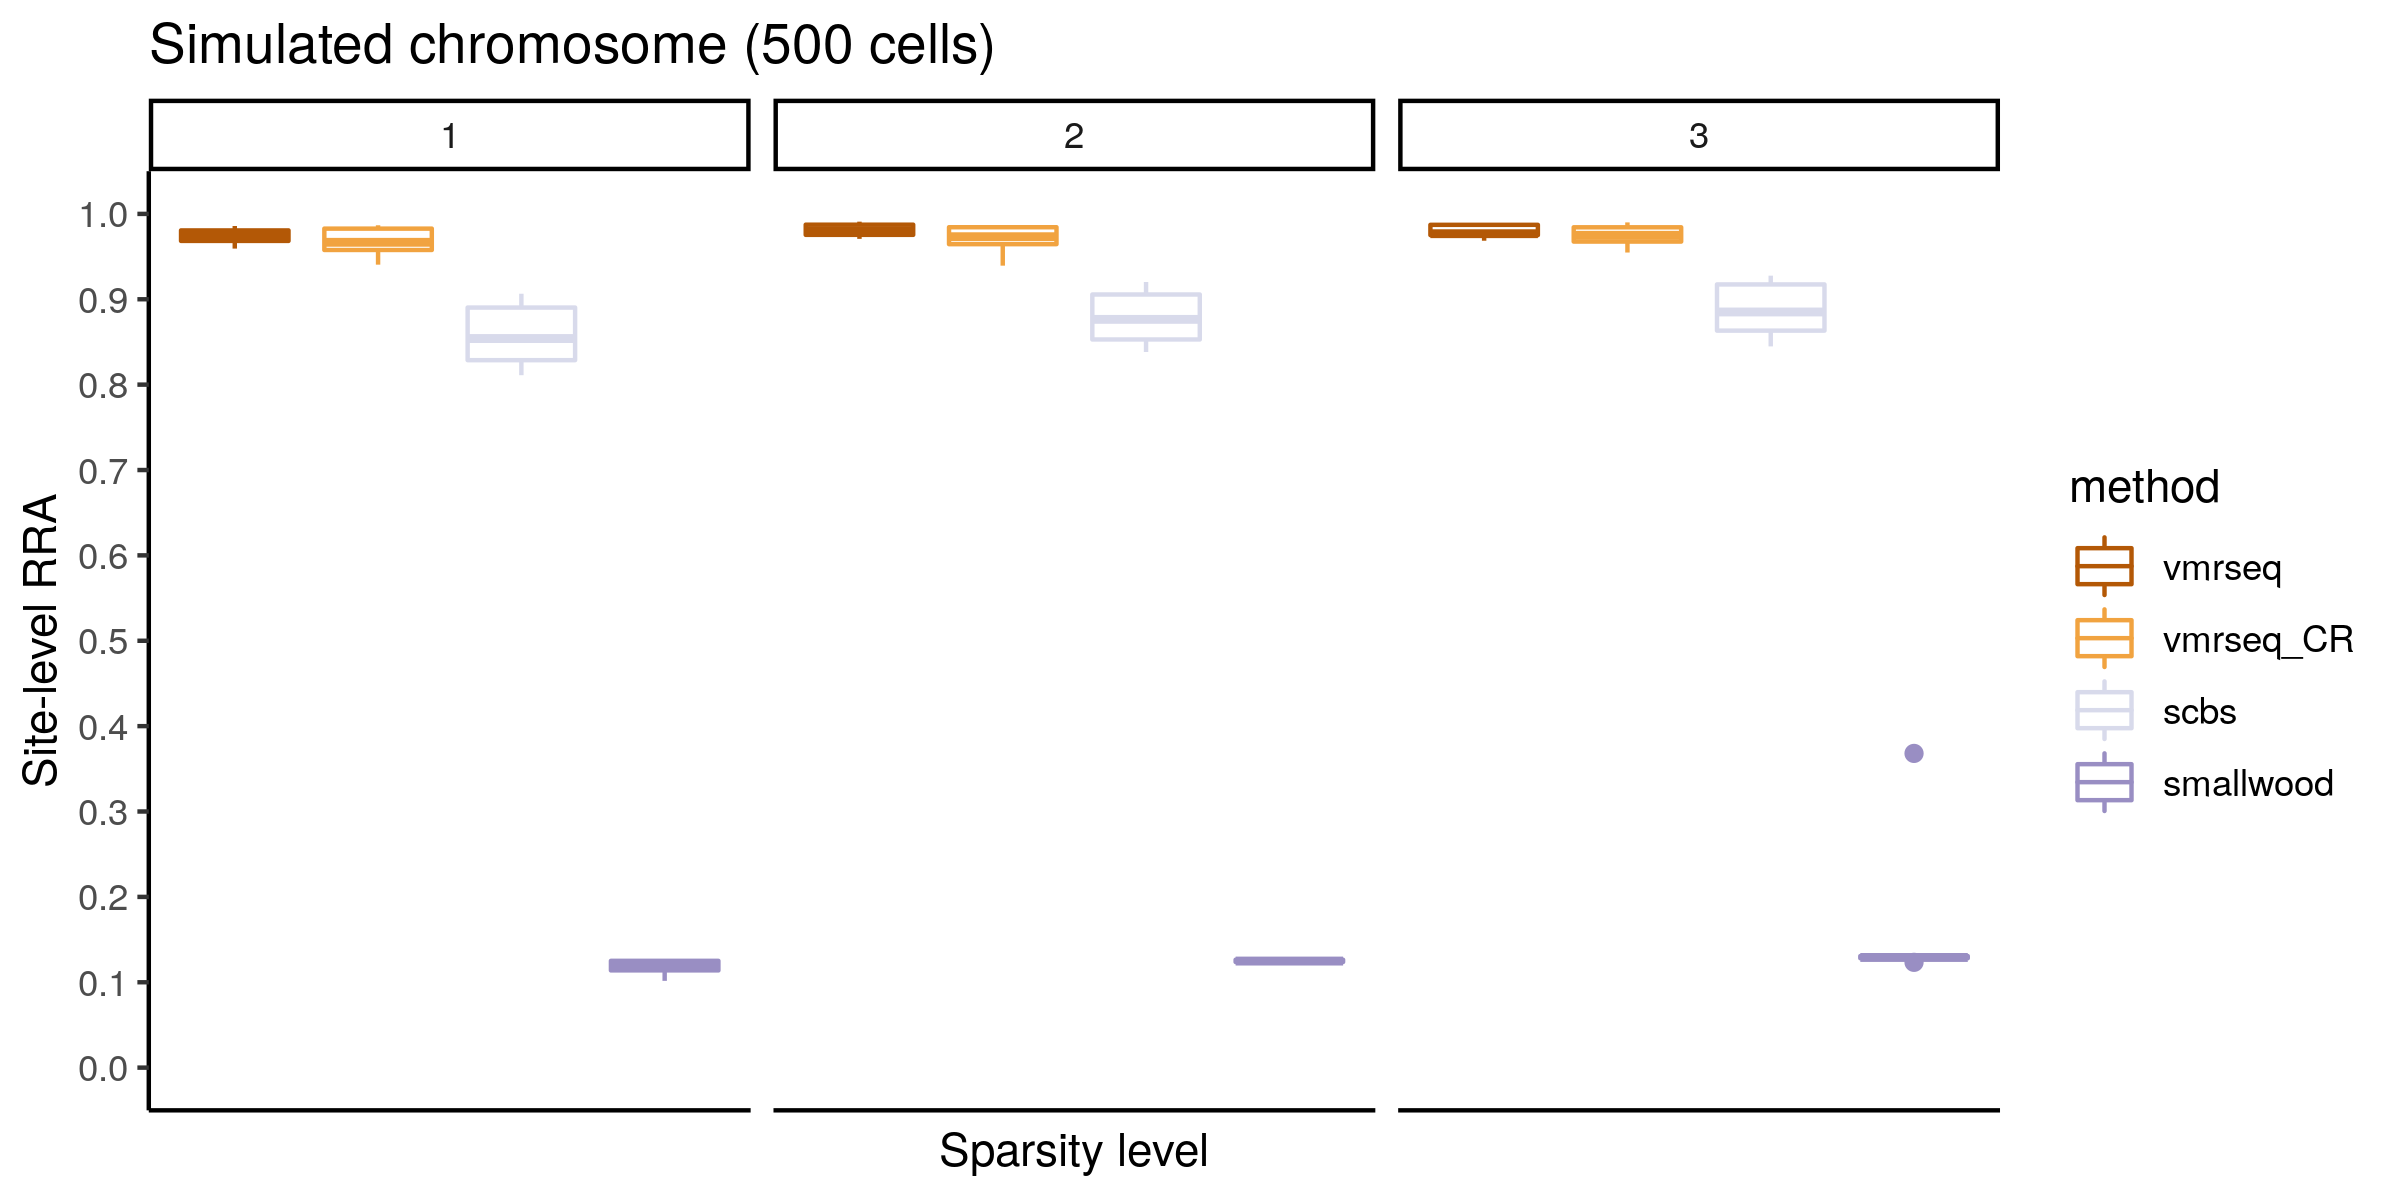 Simulated chromosome (500 cells)
1
2
3
1.0
0.9
0.8
0.7
0.6
0.5
0.4
0.3
0.2
0.1
0.0
Site-level RRA
Sparsity level
method
vmrseq
vmrseq_CR
scbs
smallwood